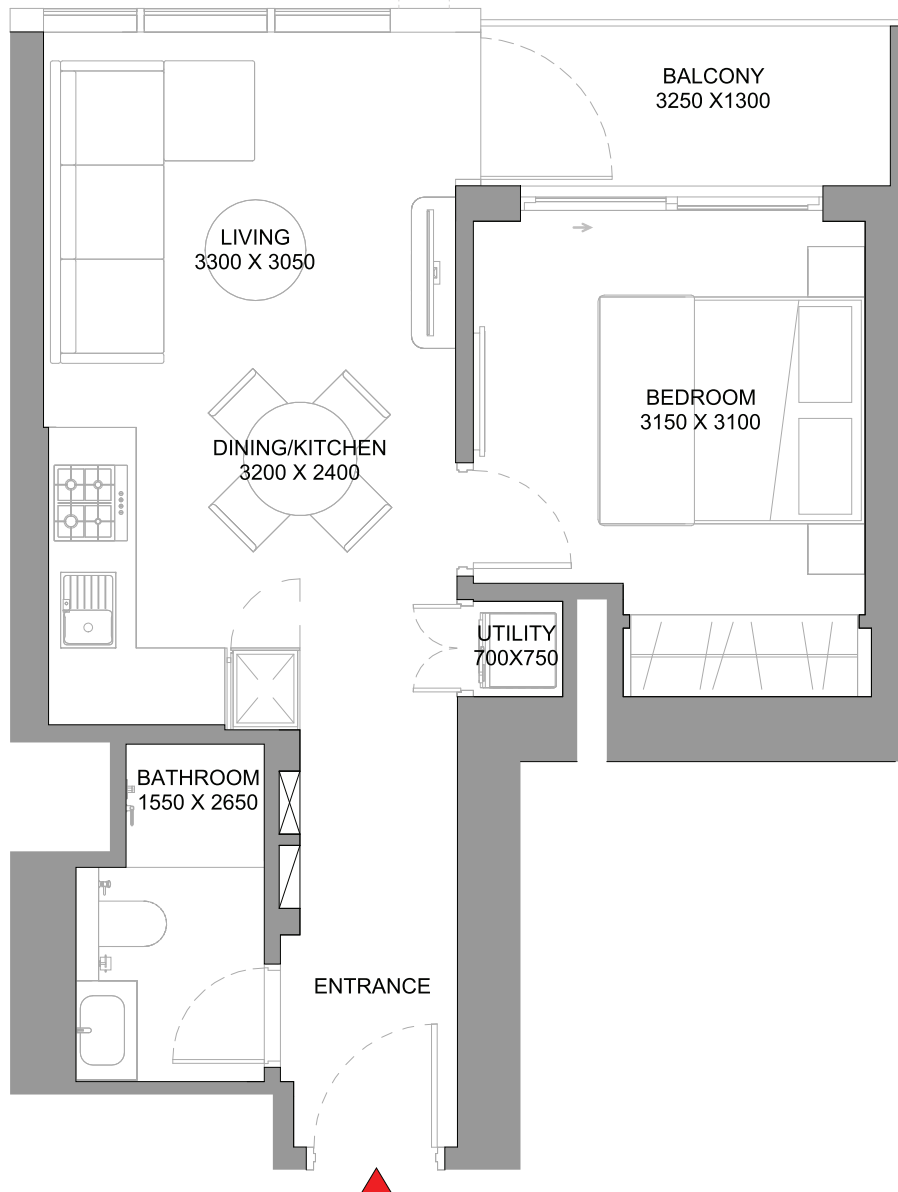 BALCONY
3250 X1300
LIVING
3300 X 3050
BEDROOM
3150 X 3100
DINING/KITCHEN
3200 X 2400
UTILITY
700X750
BATHROOM
1550 X 2650
ENTRANCE